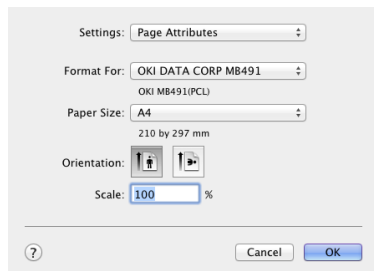 Settings: Page Attributes
Format For: OKI DATA CORP MB491
OKI MB491(PCL)
Paper Size: A4
210 by 297 mm
Orientation:
Scale: 100 %
? Cancel OK